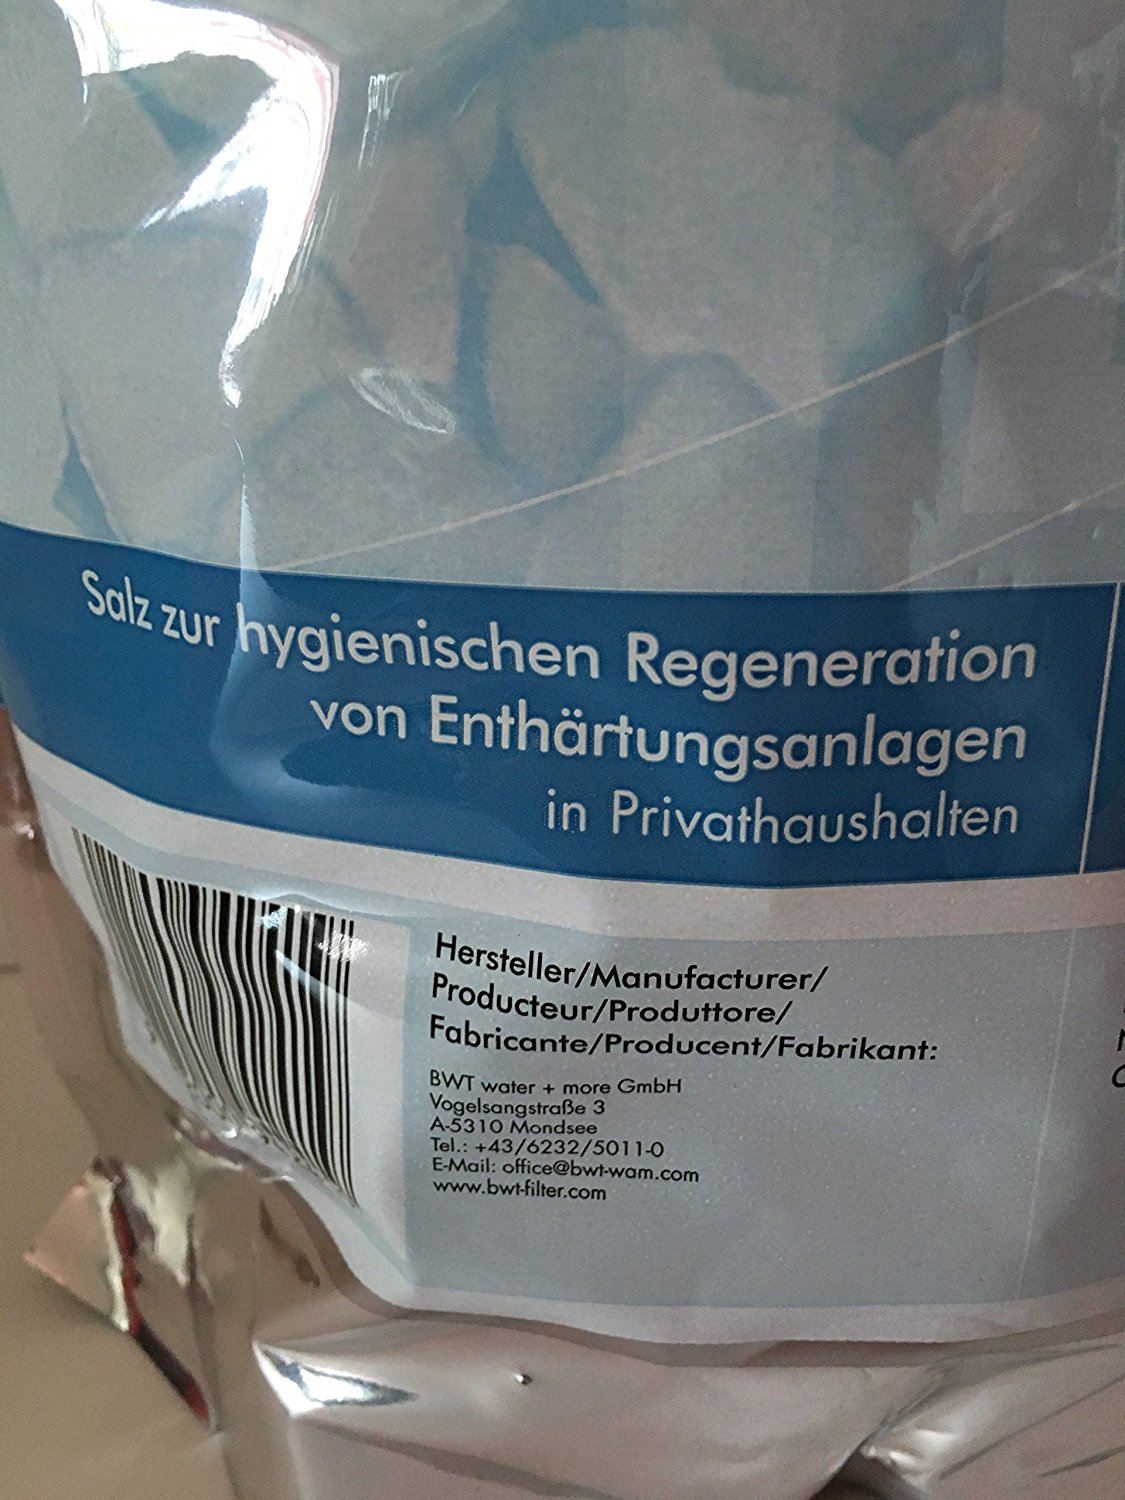 Salz zur hygienischen Regeneration
von Enthärtungsanlagen
in Privathaushalten
Hersteller/Manufacturer/
Producteur/Produttore/
Fabricante/Producent/Fabrikant:
BWT water + more GmbH
Vogelsangstraße 3
A-5310 Mondsee
Tel.: +43/6232/5011-0
E-Mail: office@bwt-wam.com
www.bwt-filter.com